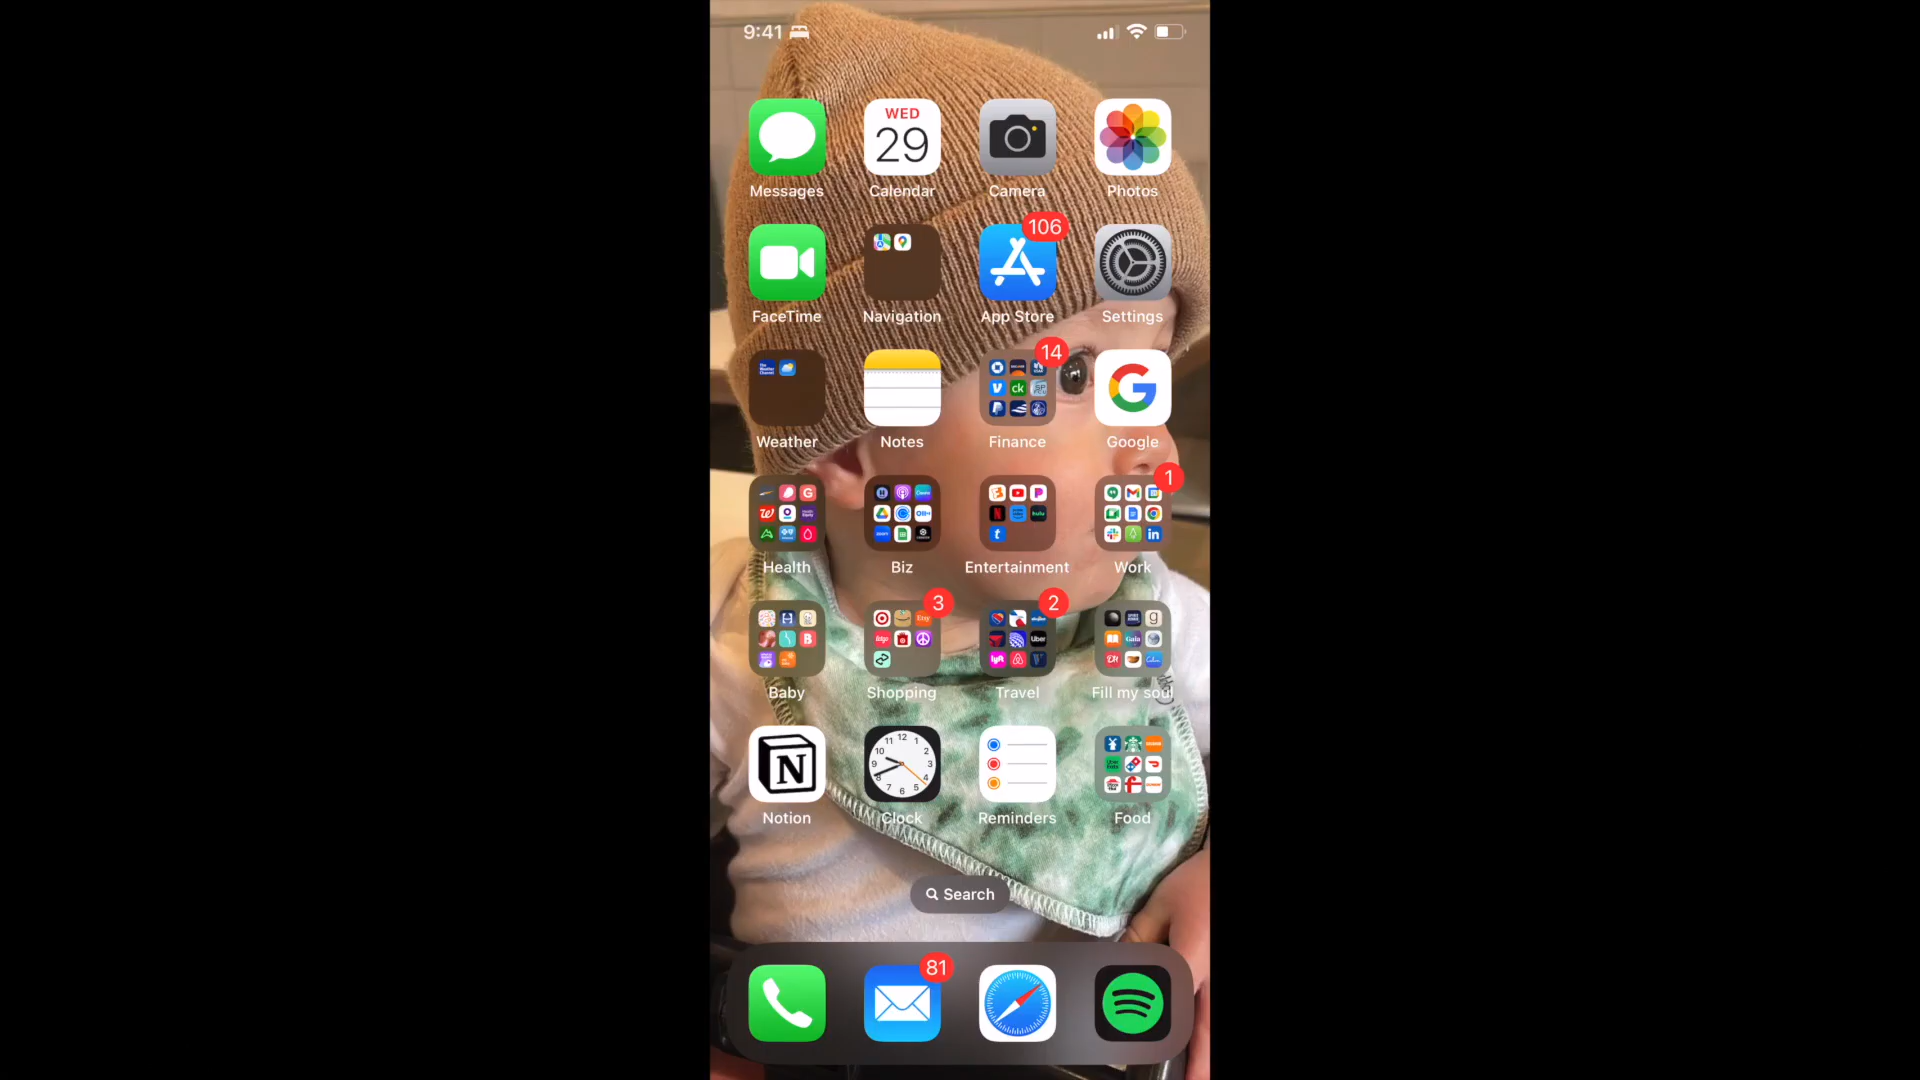 9:41
WED
29
Messages
Calendar
Camera
Photos
106
FaceTime
Navigation
App Store
Settings
14
Weather
Notes
Finance
Google
1
Health
Biz
Entertainment
Work
3
2
Baby
Shopping
Travel
Fill my soul
Notion
Clock
Reminders
Food
Search
81